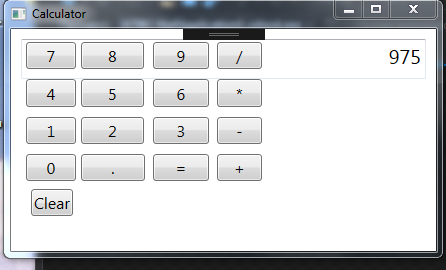 Calculator
7 8 9 / 975
4 5 6 *
1 2 3 -
0 . = +
Clear